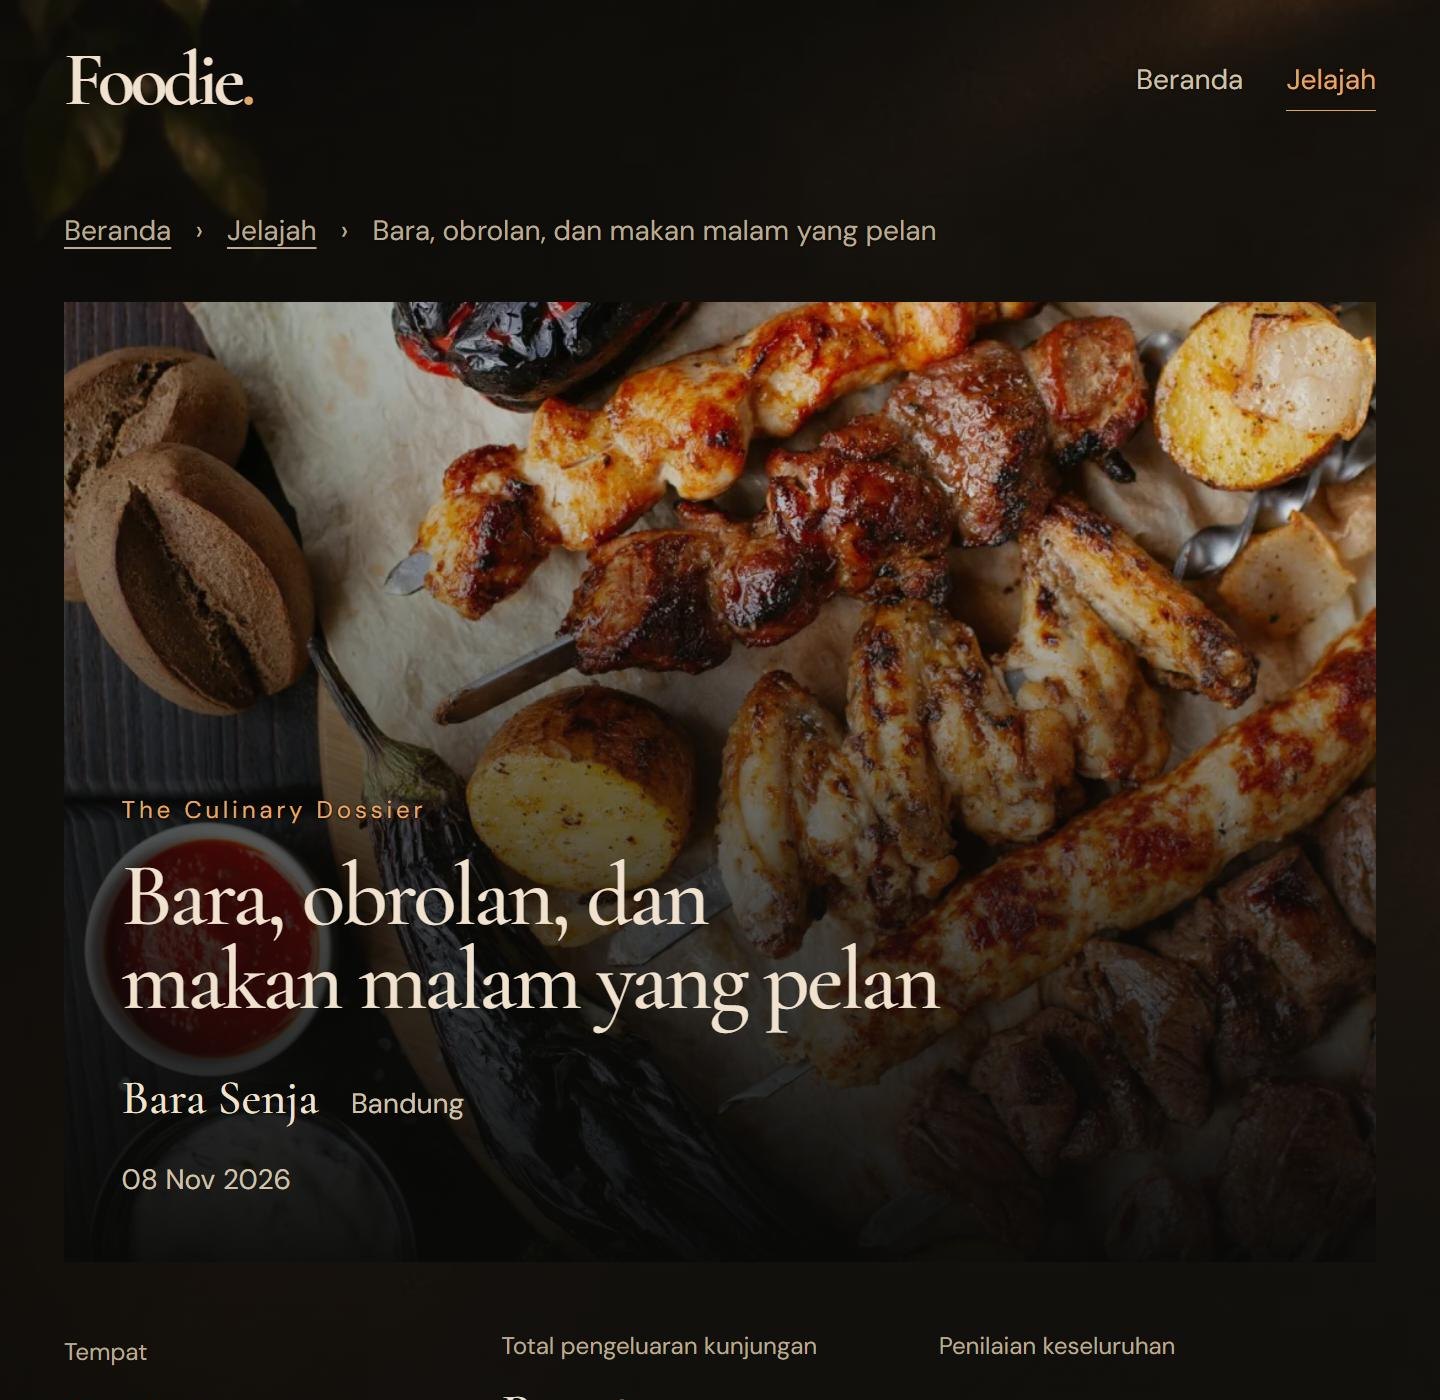 Foodie.
Beranda Jelajah
Beranda › Jelajah › Bara, obrolan, dan makan malam yang pelan
The Culinary Dossier
Bara, obrolan, dan
makan malam yang pelan
Bara Senja Bandung
08 Nov 2026
Tempat Total pengeluaran kunjungan Penilaian keseluruhan